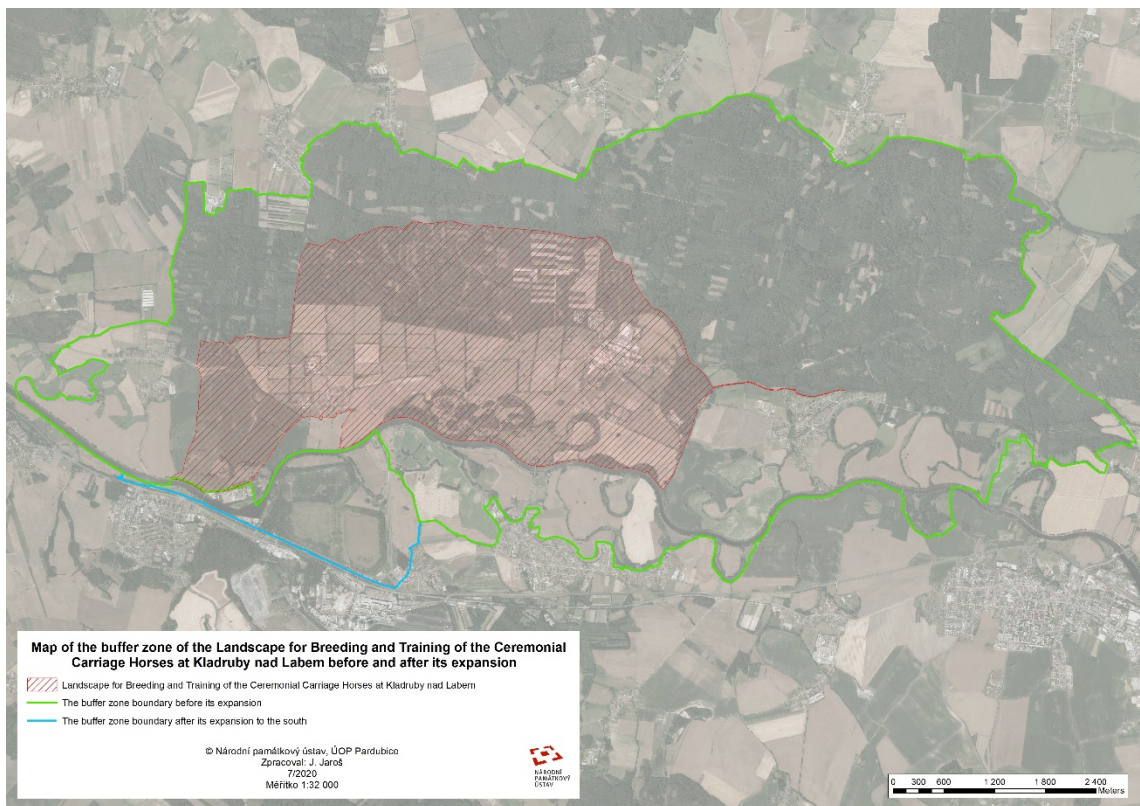 Map of the buffer zone of the Landscape for Breeding and Training of the Ceremonial
Carriage Horses at Kladruby nad Labem before and after its expansion
Landscape for Breeding and Training of the Ceremonial Carriage Horses at Kladruby nad Labem
The buffer zone boundary before its expansion
The buffer zone boundary after its expansion to the south
© Národní památkový ústav, ÚOP Pardubice
Zpracoval: J. Jaroš
7/2020
Měřítko 1:32 000
NÁRODNÍ
PAMÁTKOVÝ
ÚSTAV
0 300 600 1 200 1 800 2 400
Meters